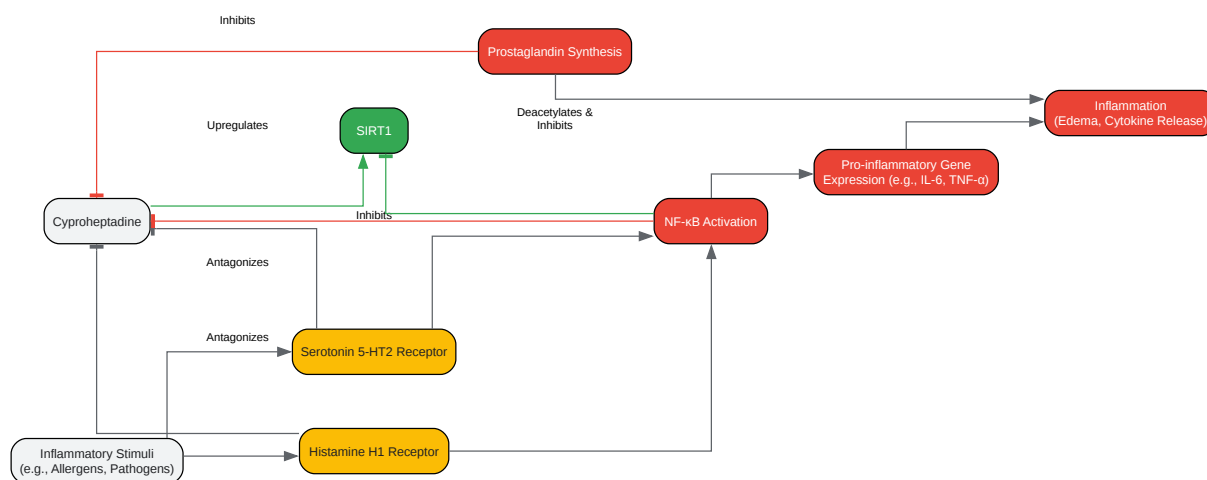 Inhibits
Prostaglandin Synthesis
Inflammation
(Edema, Cytokine Release)
Deacetylates &
Inhibits
Upregulates
SIRT1
Pro-inflammatory Gene
Expression (e.g., IL-6, TNF-α)
Cyproheptadine
Inhibits
NF-κB Activation
Antagonizes
Antagonizes
Serotonin 5-HT2 Receptor
Inflammatory Stimuli
(e.g., Allergens, Pathogens)
Histamine H1 Receptor